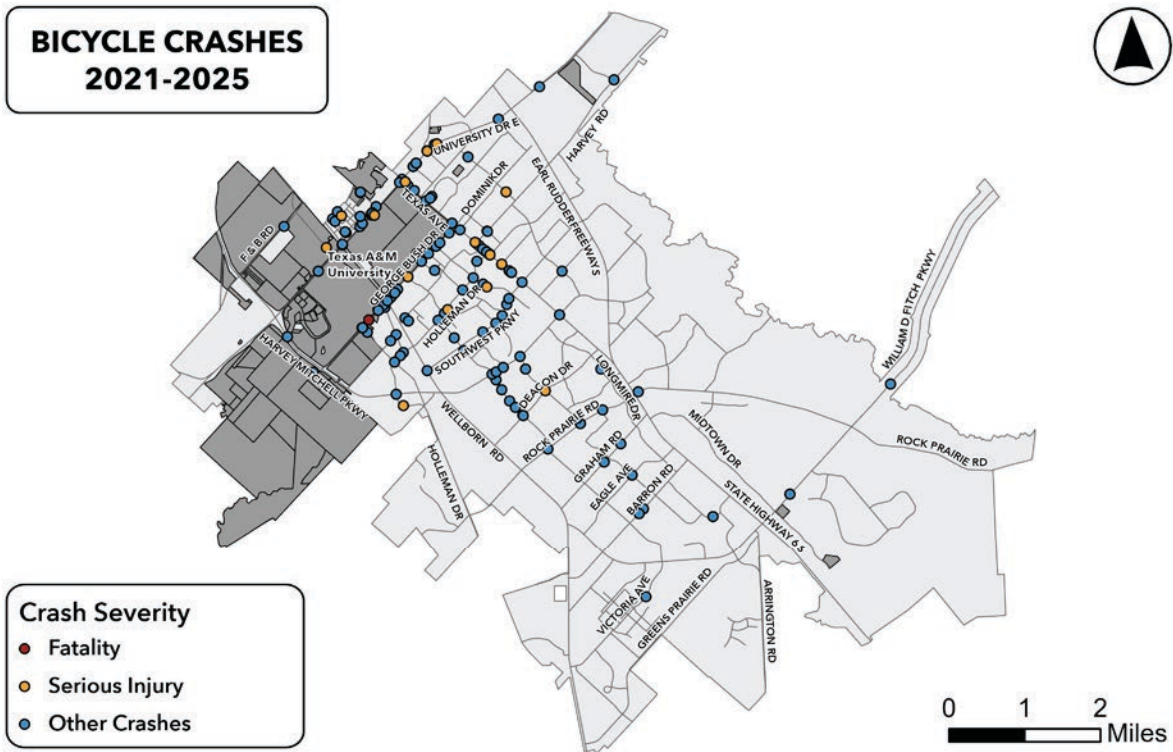 BICYCLE CRASHES
2021-2025
UNIVERSITY DR E
HARVEY RD
DOMINIK DR
EARL RUDDER FREEWAY S
TEXAS AVE
F & B RD
Texas A&M
University
GEORGE BUSH DR E
WILLIAM D FITCH PKWY
HOLLEMAN DR
SOUTHWEST PKWY
HARVEY MITCHELL PKWY
DEACON DR
LONGMIRE DR
WELLBORN RD
ROCK PRAIRIE RD
MIDTOWN DR
ROCK PRAIRIE RD
GRAHAM RD
HOLLEMAN DR
EAGLE AVE
BARRON RD
STATE HIGHWAY 6 S
VICTORIA AVE
GREENS PRAIRIE RD
ARRINGTON RD
Crash Severity
Fatality
Serious Injury
Other Crashes
0 1 2
Miles